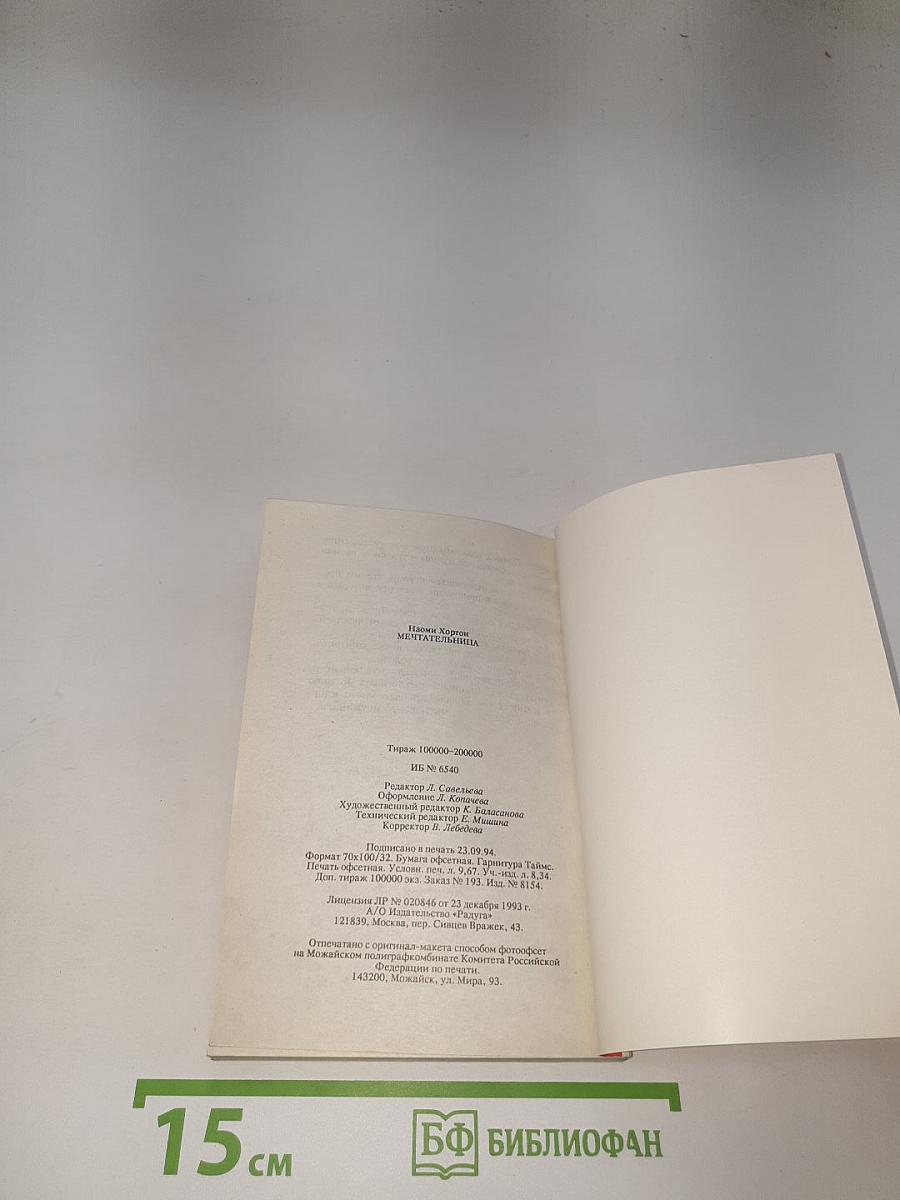 Наоми Хортон
МЕЧТАТЕЛЬНИЦА
Тираж 100000–200000
ИБ № 6540
Редактор Л. Савельева
Оформление Л. Копачева
Художественный редактор К. Баласанова
Технический редактор Е. Мишина
Корректор В. Лебедева
Подписано в печать 23.09.94.
Формат 70х100/32. Бумага офсетная. Гарнитура Таймс.
Печать офсетная. Условн. печ. л. 9,67. Уч.-изд. л. 8,34.
Доп. тираж 100000 экз. Заказ № 193. Изд. № 8154.
Лицензия ЛР № 020846 от 23 декабря 1993 г.
А/О Издательство «Радуга»
121839, Москва, пер. Сивцев Вражек, 43.
Отпечатано с оригинал-макета способом фотоофсет
на Можайском полиграфкомбинате Комитета Российской
Федерации по печати.
143200, Можайск, ул. Мира, 93.
15 см
БФ БИБЛИОФАН